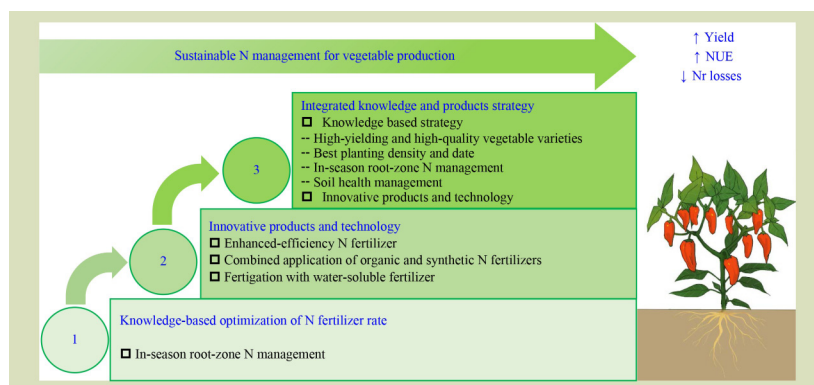 Sustainable N management for vegetable production
↑ Yield
↑ NUE
↓ Nr losses
Integrated knowledge and products strategy
Knowledge based strategy
-- High-yielding and high-quality vegetable varieties
-- Best planting density and date
-- In-season root-zone N management
-- Soil health management
Innovative products and technology
3
Innovative products and technology
Enhanced-efficiency N fertilizer
Combined application of organic and synthetic N fertilizers
Fertigation with water-soluble fertilizer
2
Knowledge-based optimization of N fertilizer rate
In-season root-zone N management
1